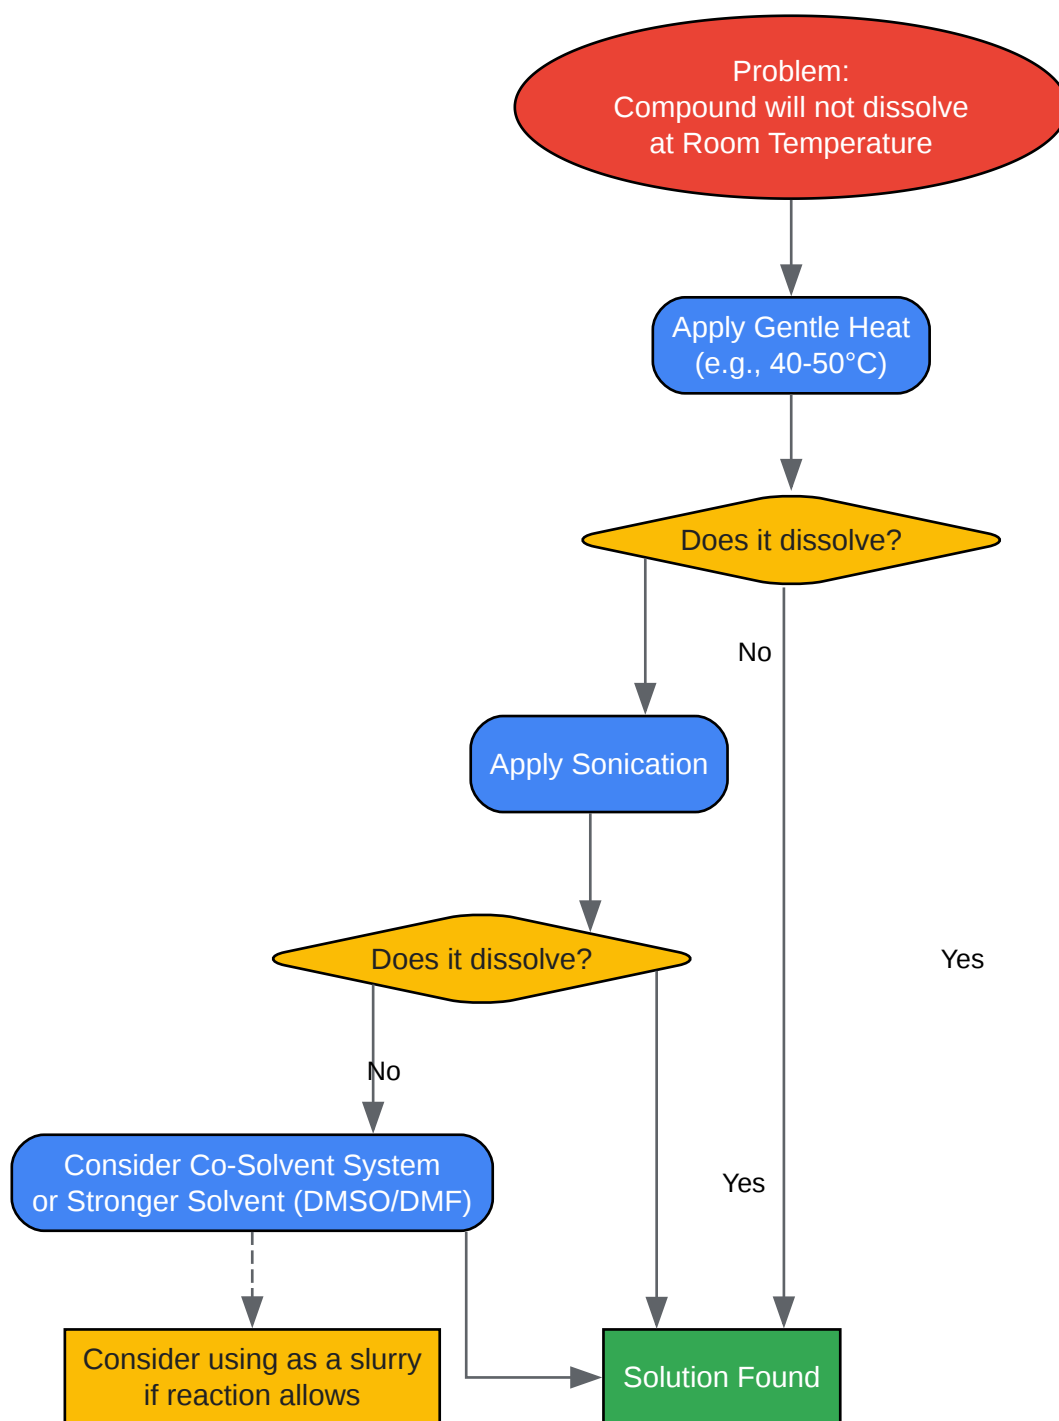 Problem:
Compound will not dissolve
at Room Temperature
Apply Gentle Heat
(e.g., 40-50°C)
Does it dissolve?
No
Apply Sonication
Does it dissolve?
Yes
No
Consider Co-Solvent System
or Stronger Solvent (DMSO/DMF)
Yes
Consider using as a slurry
if reaction allows
Solution Found